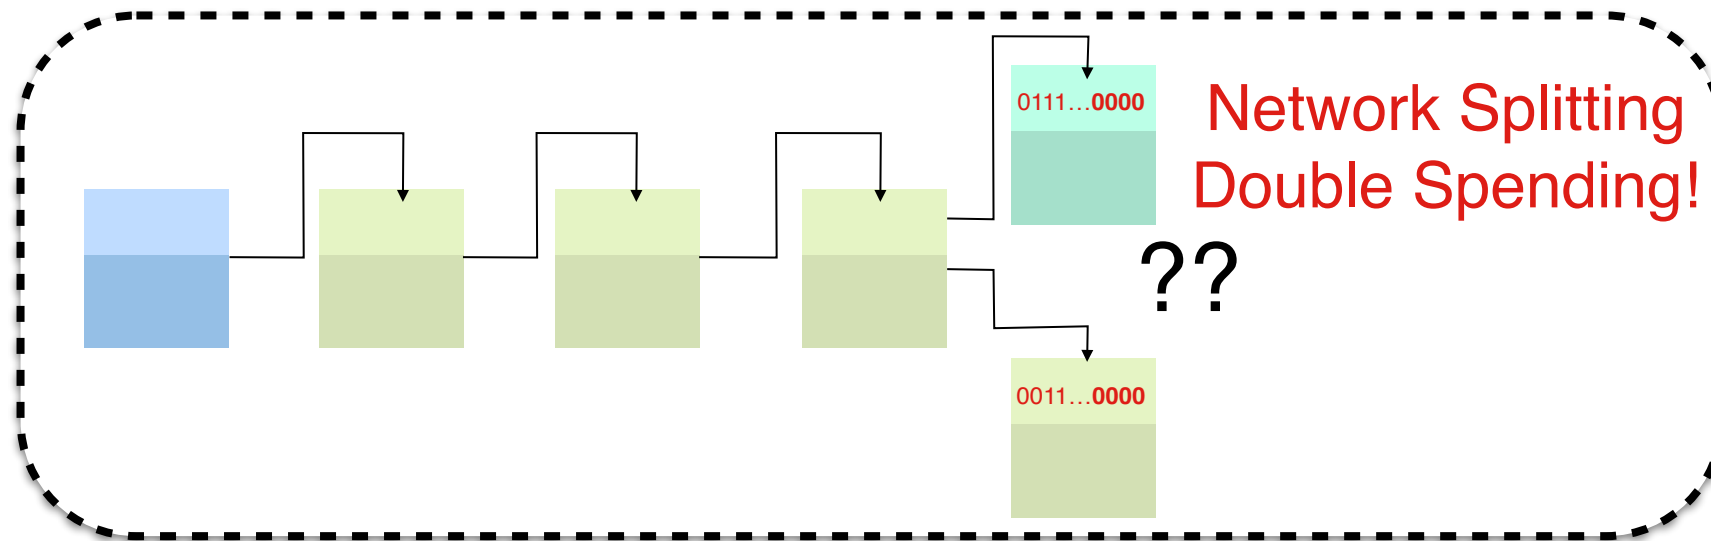 0111...0000
Network Splitting
Double Spending!
??
0011...0000